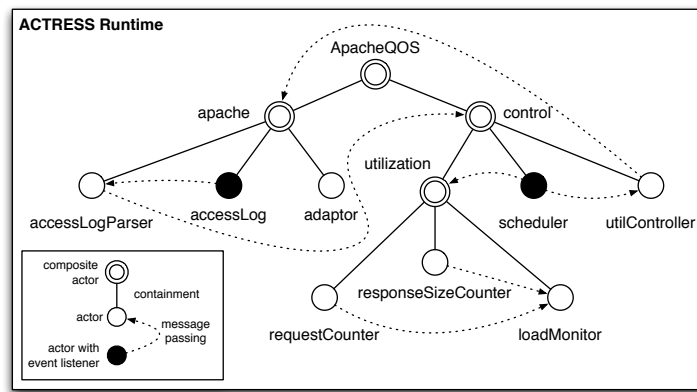 ACTRESS Runtime
ApacheQOS
apache
control
utilization
accessLogParser
accessLog
adaptor
scheduler
utilController
responseSizeCounter
requestCounter
loadMonitor
composite
actor
containment
actor
message
passing
actor with
event listener